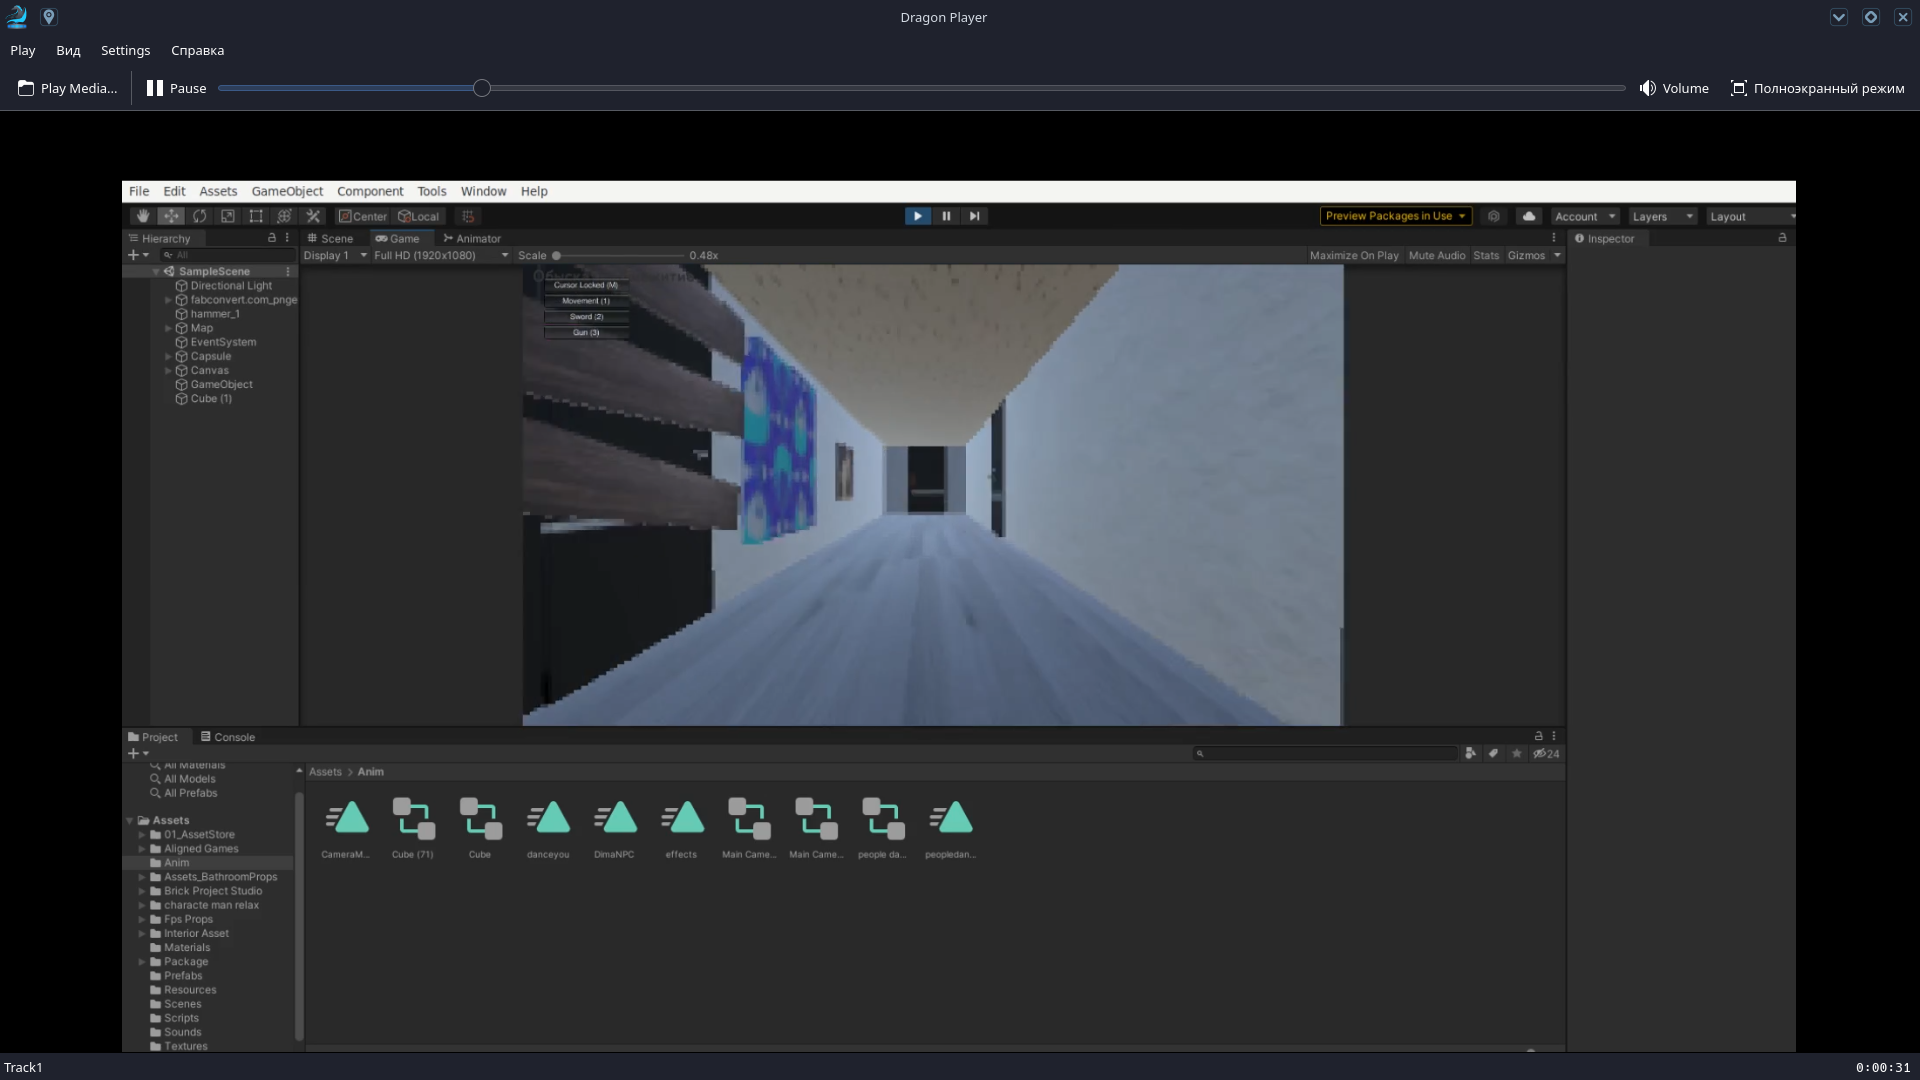 Dragon Player
Play Вид Settings Справка
Play Media... Pause Volume Полноэкранный режим
File Edit Assets GameObject Component Tools Window Help
Center Local Preview Packages in Use Account Layers Layout
Hierarchy Scene Game Animator Inspector
All Display 1 Full HD (1920x1080) Scale 0.48x Maximize On Play Mute Audio Stats Gizmos
SampleScene
Directional Light
fabconvert.com_pnge
hammer_1
Map
EventSystem
Capsule
Canvas
GameObject
Cube (1)
Cursor Locked (M)
Movement (1)
Sword (2)
Gun (3)
Project Console
24
All Materials
All Models
All Prefabs
Assets
01_AssetStore
Aligned Games
Anim
Assets_BathroomProps
Brick Project Studio
characte man relax
Fps Props
Interior Asset
Materials
Package
Prefabs
Resources
Scenes
Scripts
Sounds
Textures
Assets > Anim
CameraM... Cube (71) Cube danceyou DimaNPC effects Main Came... Main Came... people da... peopledan...
Track1 0:00:31